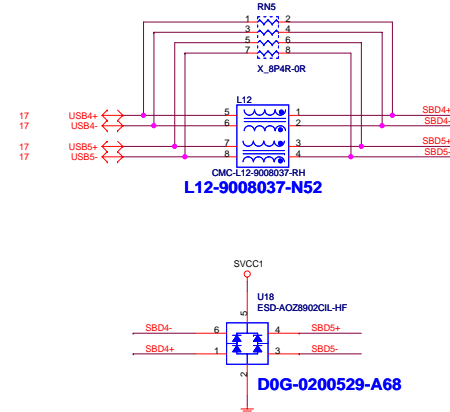 RN5
1 2
3 4
5 6
7 8
X_8P4R-0R
L12
17 USB4+ 5 1 SBD4+
17 USB4- 6 2 SBD4-
17 USB5+ 7 3 SBD5+
17 USB5- 8 4 SBD5-
CMC-L12-9008037-RH
L12-9008037-N52
SVCC1
U18
ESD-AOZ8902CIL-HF
5
SBD4- 6 4 SBD5+
SBD4+ 1 3 SBD5-
2
D0G-0200529-A68